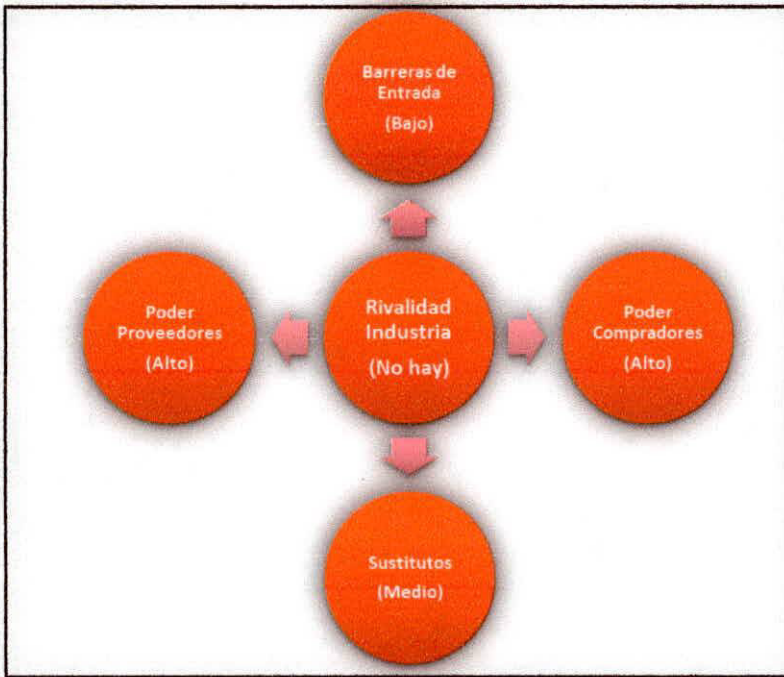 Barreras de
Entrada
(Bajo)
Poder
Proveedores
(Alto)
Rivalidad
Industria
(No hay)
Poder
Compradores
(Alto)
Sustitutos
(Medio)